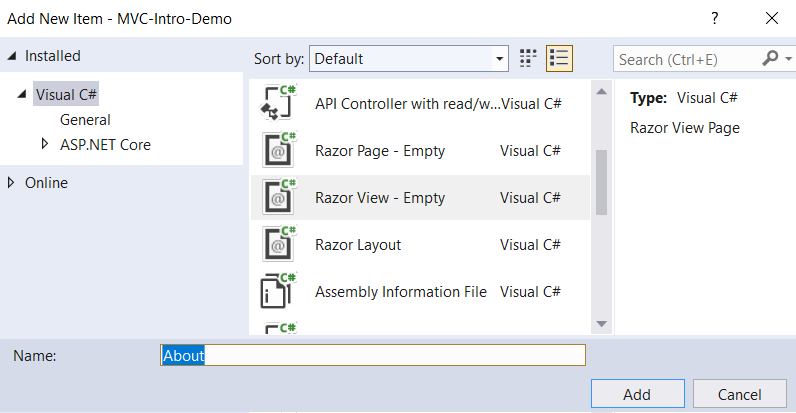 Add New Item - MVC-Intro-Demo
?
Installed
Sort by: Default
Search (Ctrl+E)
Visual C#
General
ASP.NET Core
Online
C#
API Controller with read/w...Visual C#
C#
@
Razor Page - Empty Visual C#
C#
@
Razor View - Empty Visual C#
C#
@
Razor Layout Visual C#
C#
Assembly Information File Visual C#
C#
Type: Visual C#
Razor View Page
Name: About
Add Cancel